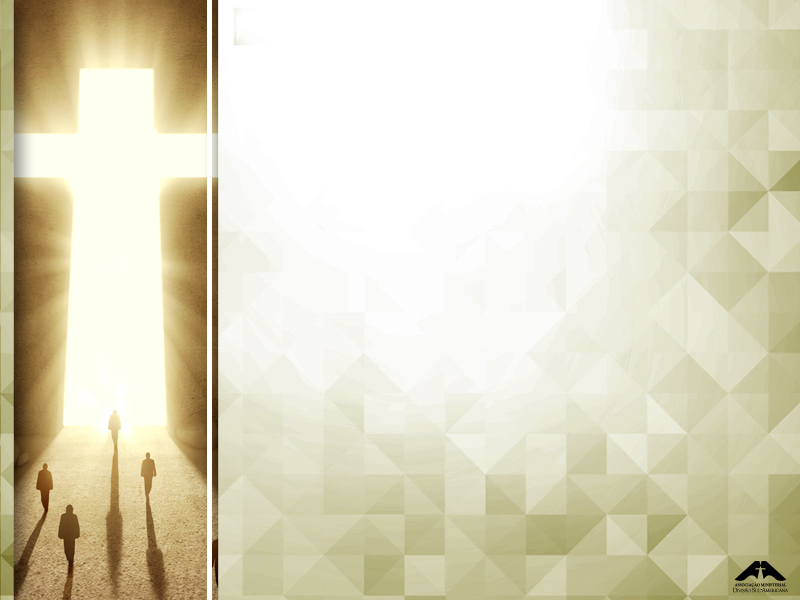 ASSOCIAÇÃO MINISTERIAL
DIVISÃO SUL-AMERICANA